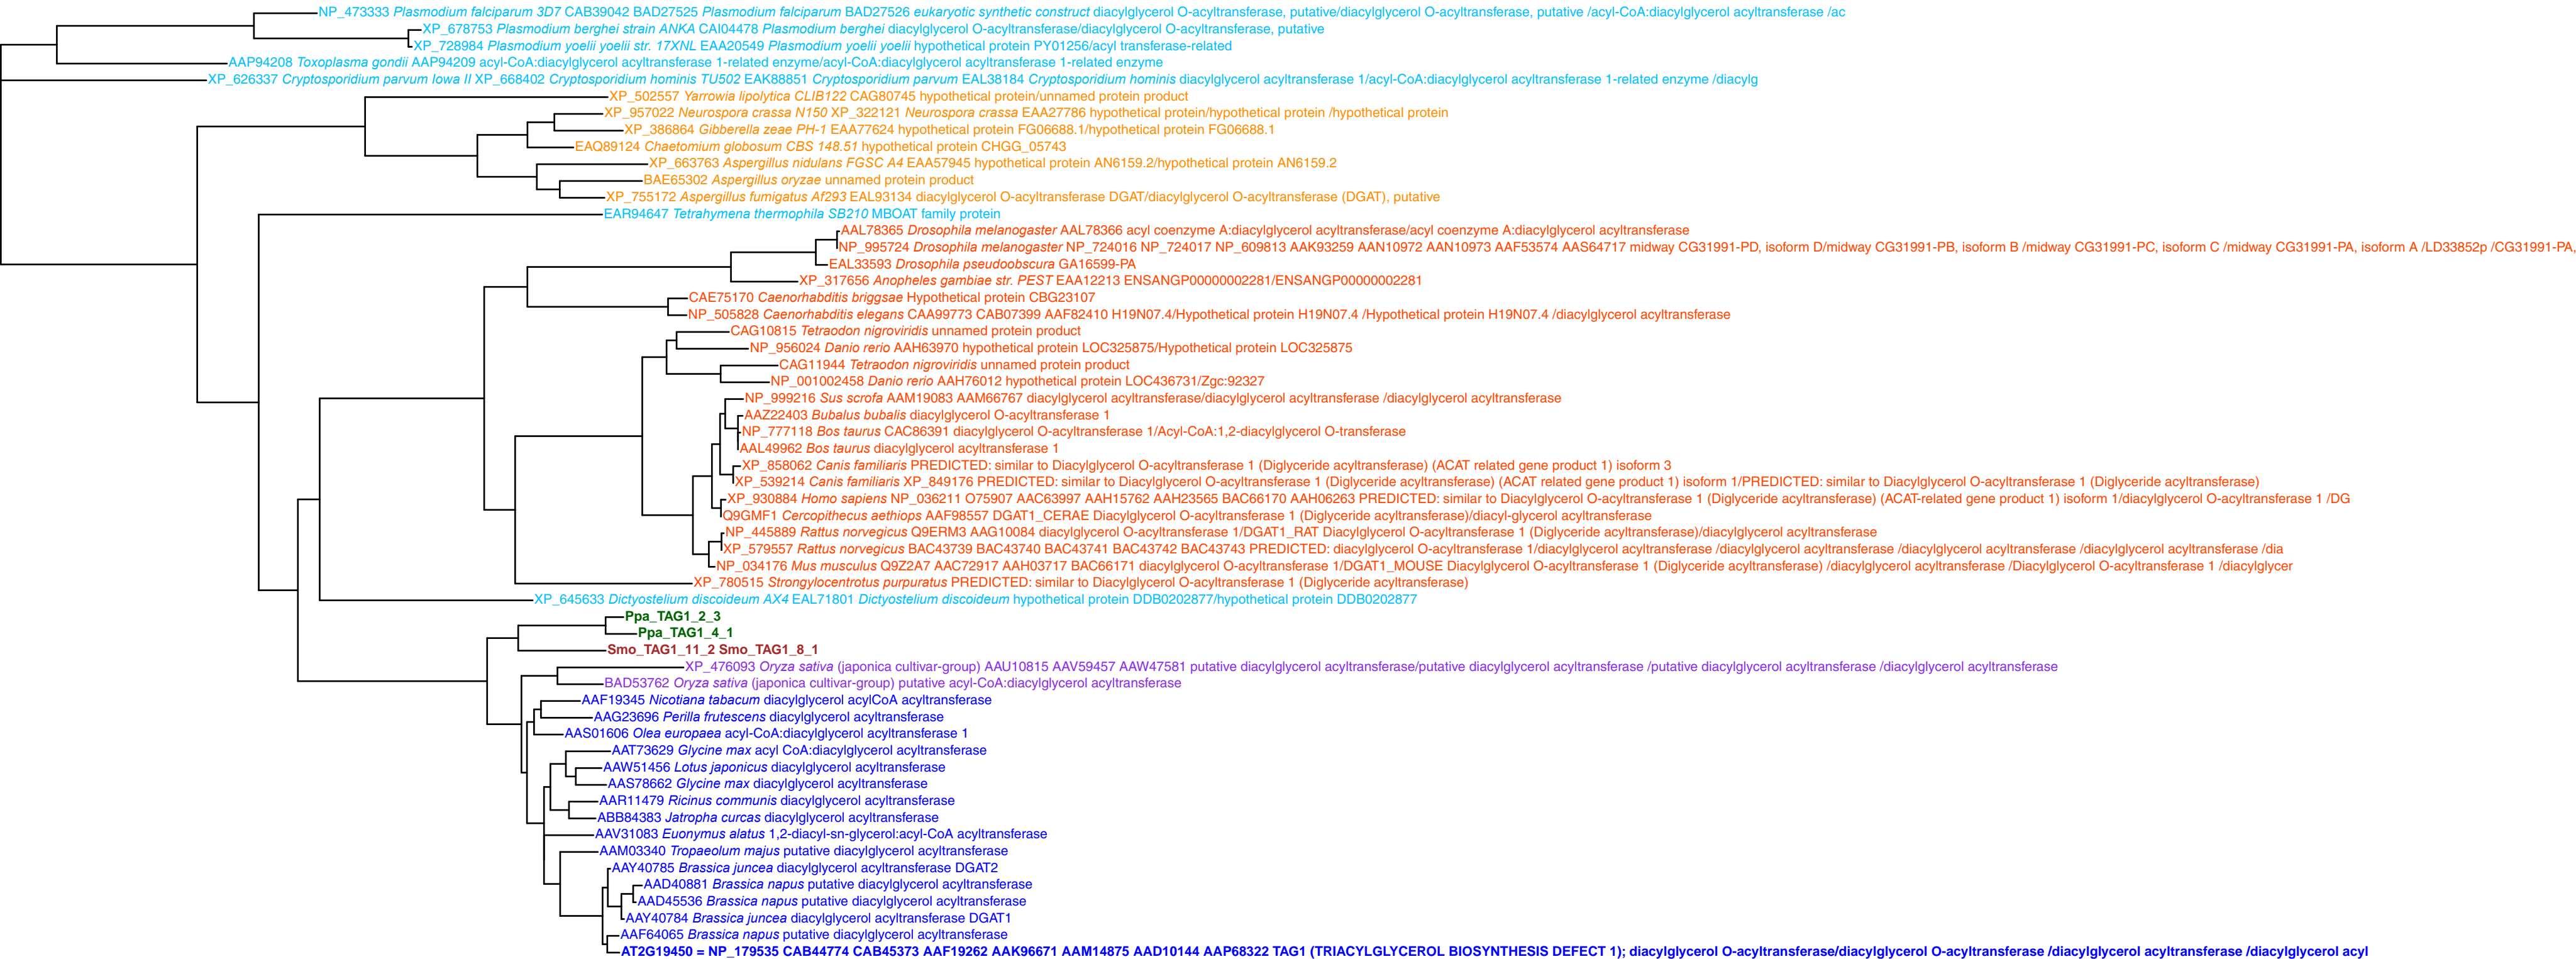 NP_473333 Plasmodium falciparum 3D7 CAB39042 BAD27525 Plasmodium falciparum BAD27526 eukaryotic synthetic construct diacylglycerol O-acyltransferase, putative/diacylglycerol O-acyltransferase, putative /acyl-CoA:diacylglycerol acyltransferase /ac
XP_678753 Plasmodium berghei strain ANKA CAI04478 Plasmodium berghei diacylglycerol O-acyltransferase/diacylglycerol O-acyltransferase, putative
XP_728984 Plasmodium yoelii yoelii str. 17XNL EAA20549 Plasmodium yoelii yoelii hypothetical protein PY01256/acyl transferase-related
AAP94208 Toxoplasma gondii AAP94209 acyl-CoA:diacylglycerol acyltransferase 1-related enzyme/acyl-CoA:diacylglycerol acyltransferase 1-related enzyme
XP_626337 Cryptosporidium parvum Iowa II XP_668402 Cryptosporidium hominis TU502 EAK88851 Cryptosporidium parvum EAL38184 Cryptosporidium hominis diacylglycerol acyltransferase 1/acyl-CoA:diacylglycerol acyltransferase 1-related enzyme /diacylg
XP_502557 Yarrowia lipolytica CLIB122 CAG80745 hypothetical protein/unnamed protein product
XP_957022 Neurospora crassa N150 XP_322121 Neurospora crassa EAA27786 hypothetical protein/hypothetical protein /hypothetical protein
XP_386864 Gibberella zeae PH-1 EAA77624 hypothetical protein FG06688.1/hypothetical protein FG06688.1
EAQ89124 Chaetomium globosum CBS 148.51 hypothetical protein CHGG_05743
XP_663763 Aspergillus nidulans FGSC A4 EAA57945 hypothetical protein AN6159.2/hypothetical protein AN6159.2
BAE65302 Aspergillus oryzae unnamed protein product
XP_755172 Aspergillus fumigatus Af293 EAL93134 diacylglycerol O-acyltransferase DGAT/diacylglycerol O-acyltransferase (DGAT), putative
EAR94647 Tetrahymena thermophila SB210 MBOAT family protein
AAL78365 Drosophila melanogaster AAL78366 acyl coenzyme A:diacylglycerol acyltransferase/acyl coenzyme A:diacylglycerol acyltransferase
NP_995724 Drosophila melanogaster NP_724016 NP_724017 NP_609813 AAK93259 AAN10972 AAN10973 AAF53574 AAS64717 midway CG31991-PD, isoform D/midway CG31991-PB, isoform B /midway CG31991-PC, isoform C /midway CG31991-PA, isoform A /LD33852p /CG31991-PA,
EAL33593 Drosophila pseudoobscura GA16599-PA
XP_317656 Anopheles gambiae str. PEST EAA12213 ENSANGP00000002281/ENSANGP00000002281
CAE75170 Caenorhabditis briggsae Hypothetical protein CBG23107
NP_505828 Caenorhabditis elegans CAA99773 CAB07399 AAF82410 H19N07.4/Hypothetical protein H19N07.4 /Hypothetical protein H19N07.4 /diacylglycerol acyltransferase
CAG10815 Tetraodon nigroviridis unnamed protein product
NP_956024 Danio rerio AAH63970 hypothetical protein LOC325875/Hypothetical protein LOC325875
CAG11944 Tetraodon nigroviridis unnamed protein product
NP_001002458 Danio rerio AAH76012 hypothetical protein LOC436731/Zgc:92327
NP_999216 Sus scrofa AAM19083 AAM66767 diacylglycerol acyltransferase/diacylglycerol acyltransferase /diacylglycerol acyltransferase
AAZ22403 Bubalus bubalis diacylglycerol O-acyltransferase 1
NP_777118 Bos taurus CAC86391 diacylglycerol O-acyltransferase 1/Acyl-CoA:1,2-diacylglycerol O-transferase
AAL49962 Bos taurus diacylglycerol acyltransferase 1
XP_858062 Canis familiaris PREDICTED: similar to Diacylglycerol O-acyltransferase 1 (Diglyceride acyltransferase) (ACAT related gene product 1) isoform 3
XP_539214 Canis familiaris XP_849176 PREDICTED: similar to Diacylglycerol O-acyltransferase 1 (Diglyceride acyltransferase) (ACAT related gene product 1) isoform 1/PREDICTED: similar to Diacylglycerol O-acyltransferase 1 (Diglyceride acyltransferase)
XP_930884 Homo sapiens NP_036211 O75907 AAC63997 AAH15762 AAH23565 BAC66170 AAH06263 PREDICTED: similar to Diacylglycerol O-acyltransferase 1 (Diglyceride acyltransferase) (ACAT-related gene product 1) isoform 1/diacylglycerol O-acyltransferase 1 /DG
Q9GMF1 Cercopithecus aethiops AAF98557 DGAT1_CERAE Diacylglycerol O-acyltransferase 1 (Diglyceride acyltransferase)/diacyl-glycerol acyltransferase
NP_445889 Rattus norvegicus Q9ERM3 AAG10084 diacylglycerol O-acyltransferase 1/DGAT1_RAT Diacylglycerol O-acyltransferase 1 (Diglyceride acyltransferase)/diacylglycerol acyltransferase
XP_579557 Rattus norvegicus BAC43739 BAC43740 BAC43741 BAC43742 BAC43743 PREDICTED: diacylglycerol O-acyltransferase 1/diacylglycerol acyltransferase /diacylglycerol acyltransferase /diacylglycerol acyltransferase /diacylglycerol acyltransferase /dia
NP_034176 Mus musculus Q9Z2A7 AAC72917 AAH03717 BAC66171 diacylglycerol O-acyltransferase 1/DGAT1_MOUSE Diacylglycerol O-acyltransferase 1 (Diglyceride acyltransferase) /diacylglycerol acyltransferase /Diacylglycerol O-acyltransferase 1 /diacylglycer
XP_780515 Strongylocentrotus purpuratus PREDICTED: similar to Diacylglycerol O-acyltransferase 1 (Diglyceride acyltransferase)
XP_645633 Dictyostelium discoideum AX4 EAL71801 Dictyostelium discoideum hypothetical protein DDB0202877/hypothetical protein DDB0202877
Ppa_TAG1_2_3
Ppa_TAG1_4_1
Smo_TAG1_11_2 Smo_TAG1_8_1
XP_476093 Oryza sativa (japonica cultivar-group) AAU10815 AAV59457 AAW47581 putative diacylglycerol acyltransferase/putative diacylglycerol acyltransferase /putative diacylglycerol acyltransferase /diacylglycerol acyltransferase
BAD53762 Oryza sativa (japonica cultivar-group) putative acyl-CoA:diacylglycerol acyltransferase
AAF19345 Nicotiana tabacum diacylglycerol acylCoA acyltransferase
AAG23696 Perilla frutescens diacylglycerol acyltransferase
AAS01606 Olea europaea acyl-CoA:diacylglycerol acyltransferase 1
AAT73629 Glycine max acyl CoA:diacylglycerol acyltransferase
AAW51456 Lotus japonicus diacylglycerol acyltransferase
AAS78662 Glycine max diacylglycerol acyltransferase
AAR11479 Ricinus communis diacylglycerol acyltransferase
ABB84383 Jatropha curcas diacylglycerol acyltransferase
AAV31083 Euonymus alatus 1,2-diacyl-sn-glycerol:acyl-CoA acyltransferase
AAM03340 Tropaeolum majus putative diacylglycerol acyltransferase
AAY40785 Brassica juncea diacylglycerol acyltransferase DGAT2
AAD40881 Brassica napus putative diacylglycerol acyltransferase
AAD45536 Brassica napus putative diacylglycerol acyltransferase
AAY40784 Brassica juncea diacylglycerol acyltransferase DGAT1
AAF64065 Brassica napus putative diacylglycerol acyltransferase
AT2G19450 = NP_179535 CAB44774 CAB45373 AAF19262 AAK96671 AAM14875 AAD10144 AAP68322 TAG1 (TRIACYLGLYCEROL BIOSYNTHESIS DEFECT 1); diacylglycerol O-acyltransferase/diacylglycerol O-acyltransferase /diacylglycerol acyltransferase /diacylglycerol acyl